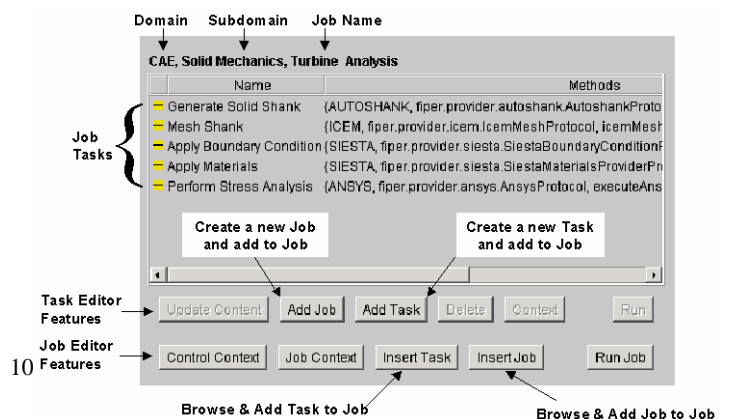 Domain Subdomain Job Name
CAE, Solid Mechanics, Turbine Analysis
Name Methods
Generate Solid Shank {AUTOSHANK, fiper.provider.autoshank.AutoshankProto
Mesh Shank {ICEM, fiper.provider.icem.IcemMeshProtocol, icemMesh
Apply Boundary Condition {SIESTA, fiper.provider.siesta.SiestaBoundaryConditionP
Apply Materials {SIESTA, fiper.provider.siesta.SiestaMaterialsProviderPr
Perform Stress Analysis {ANSYS, fiper.provider.ansys.AnsysProtocol, executeAns
Job
Tasks
Create a new Job
and add to Job
Create a new Task
and add to Job
Task Editor
Features
Update Content Add Job Add Task Delete Context Run
Job Editor
Features
10
Control Context Job Context Insert Task Insert Job Run Job
Browse & Add Task to Job
Browse & Add Job to Job